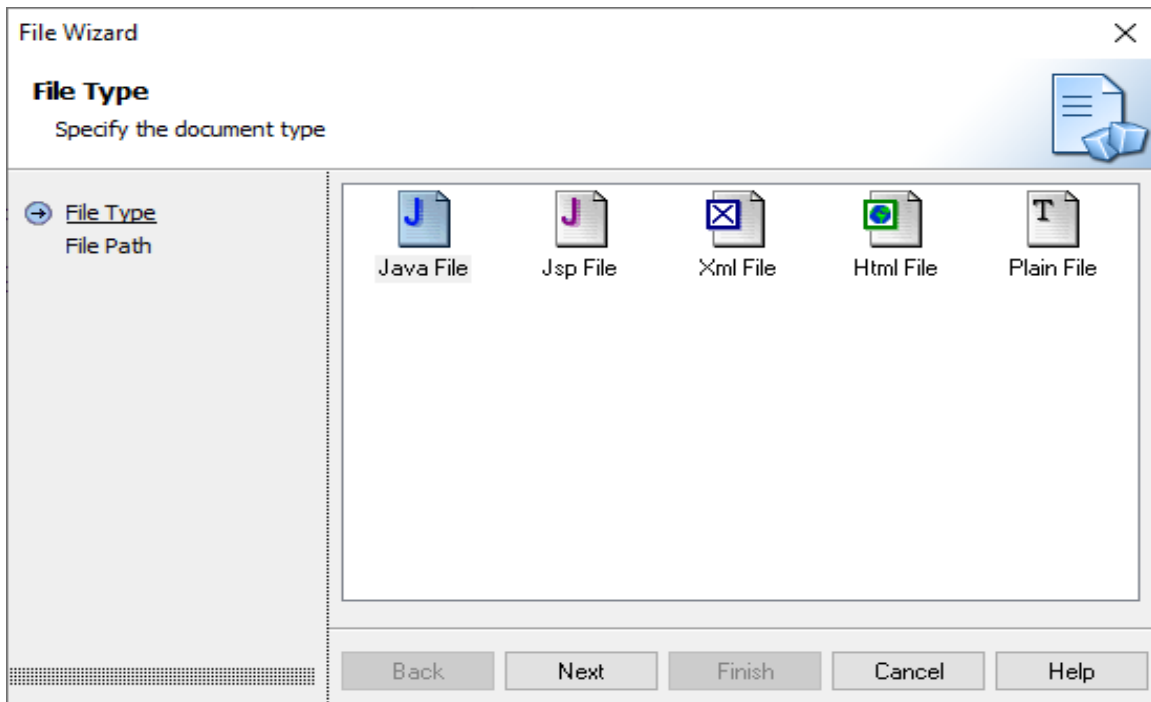 File Wizard
File Type
Specify the document type
File Type
File Path
Java File
Jsp File
Xml File
Html File
Plain File
Back
Next
Finish
Cancel
Help